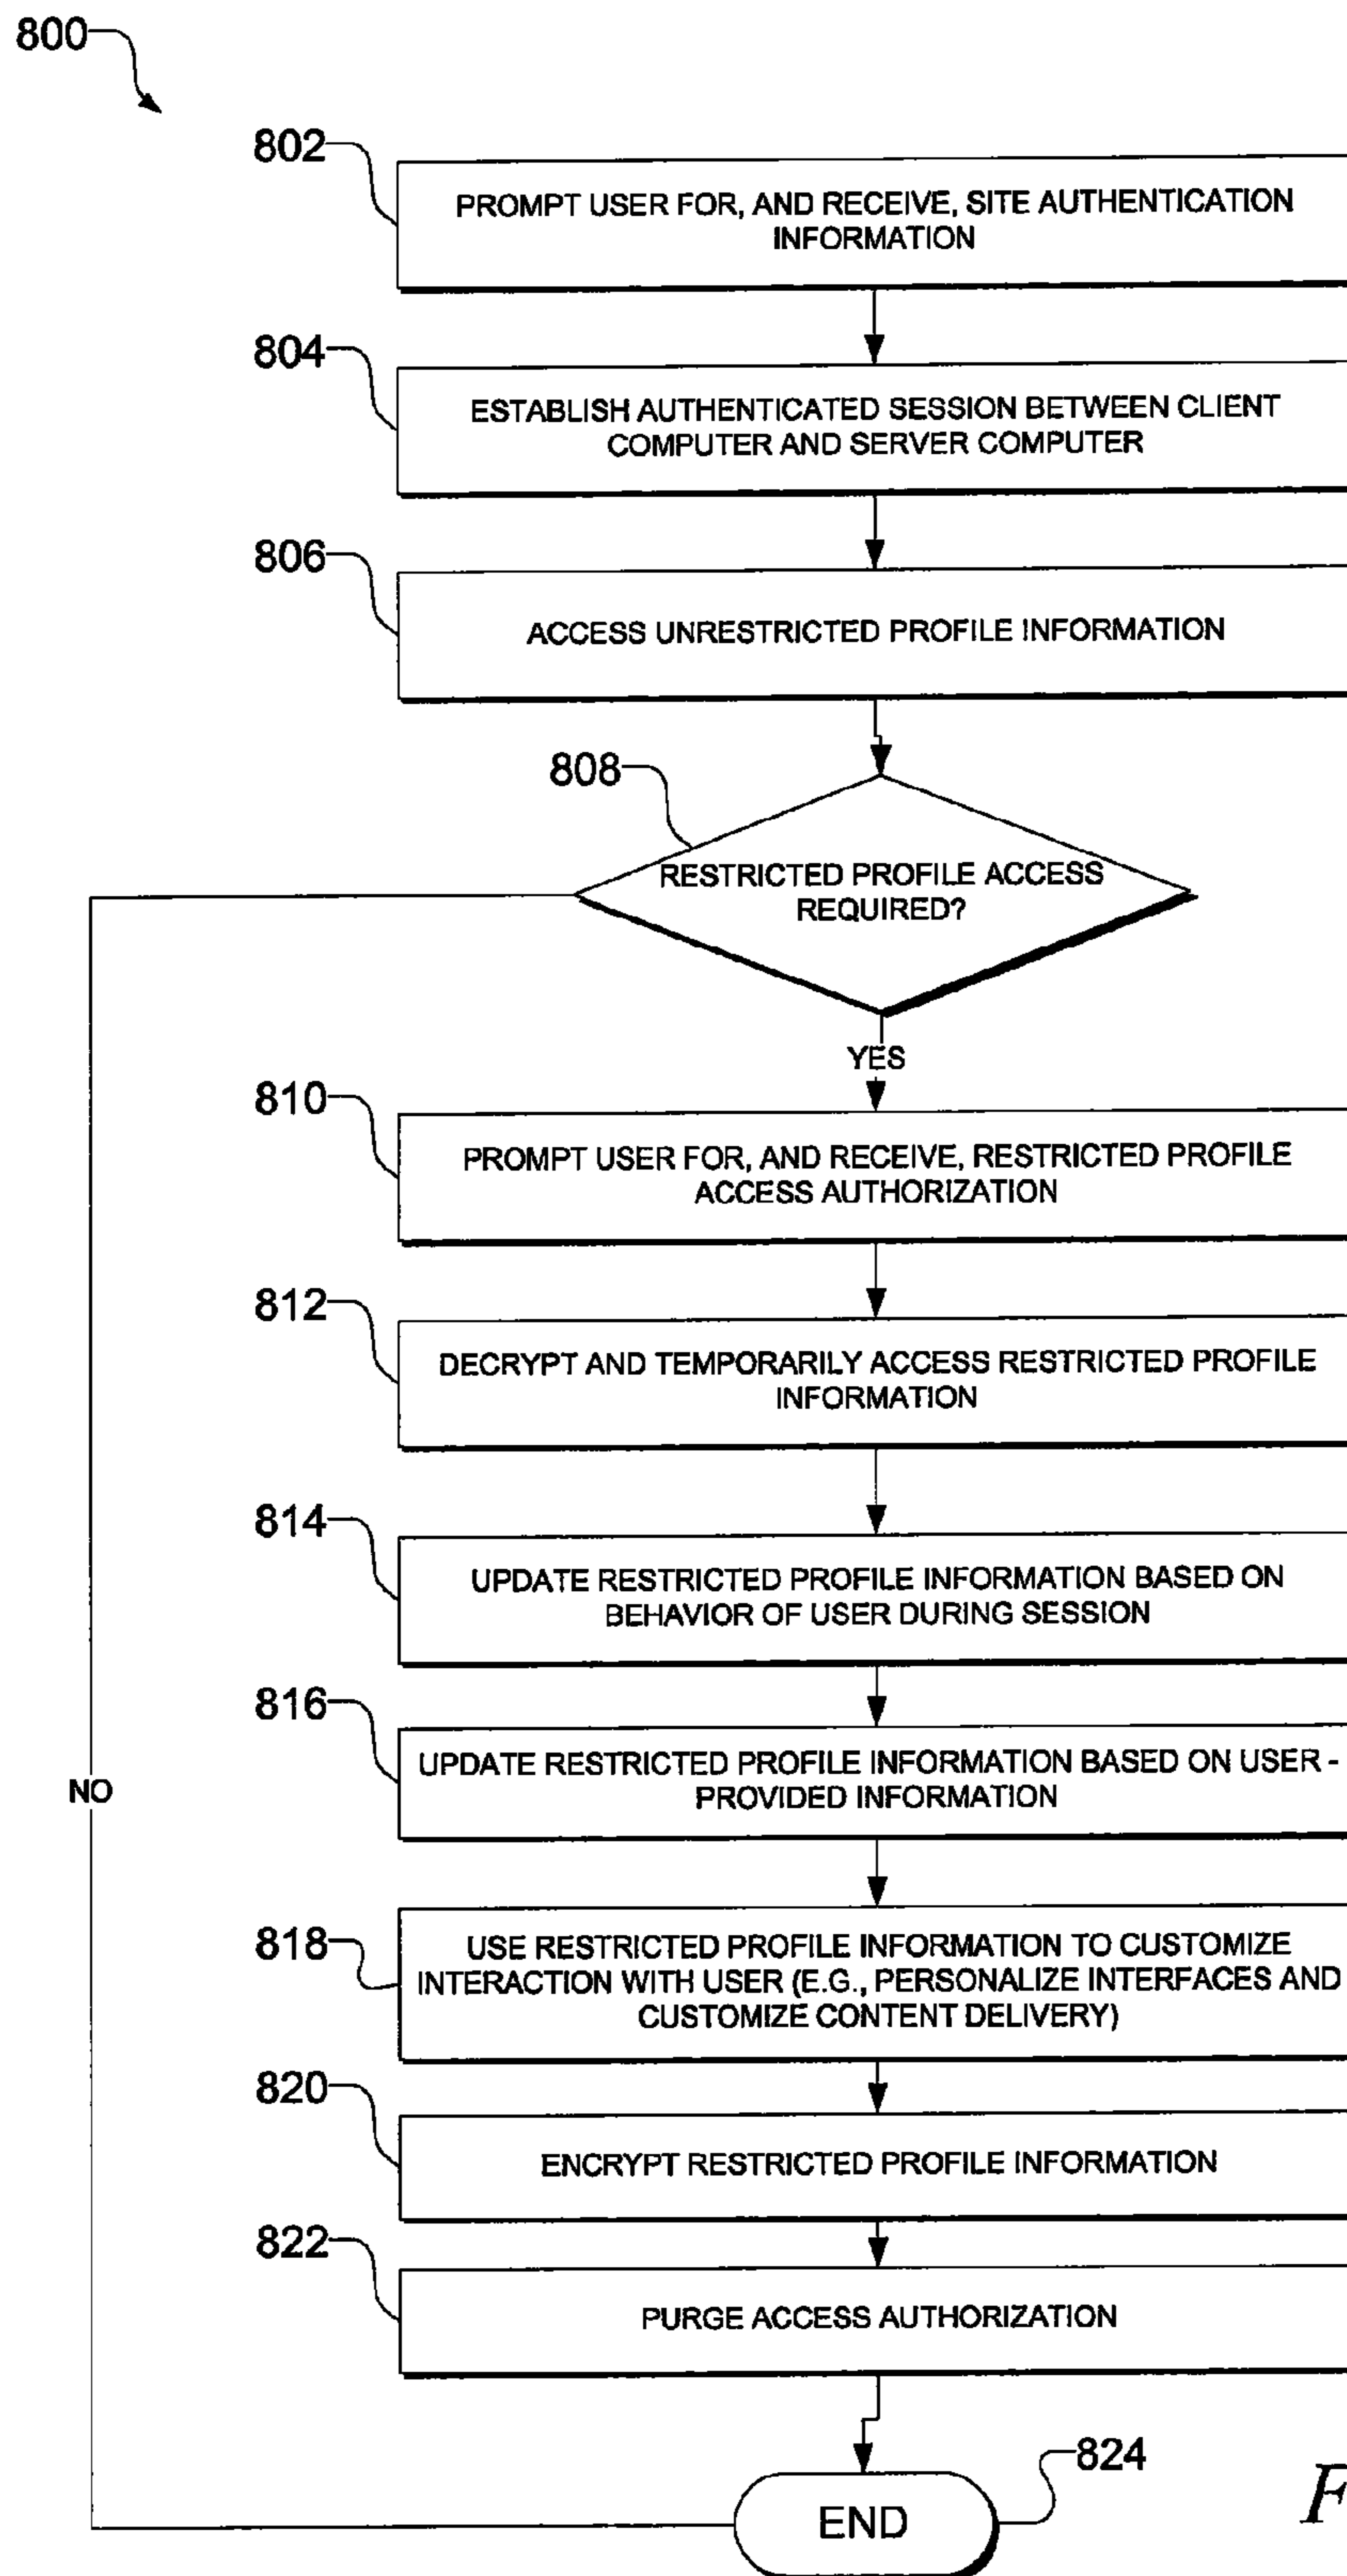 800
802
PROMPT USER FOR, AND RECEIVE, SITE AUTHENTICATION
INFORMATION
804
ESTABLISH AUTHENTICATED SESSION BETWEEN CLIENT
COMPUTER AND SERVER COMPUTER
806
ACCESS UNRESTRICTED PROFILE INFORMATION
808
RESTRICTED PROFILE ACCESS
REQUIRED?
YES
810
PROMPT USER FOR, AND RECEIVE, RESTRICTED PROFILE
ACCESS AUTHORIZATION
812
DECRYPT AND TEMPORARILY ACCESS RESTRICTED PROFILE
INFORMATION
814
UPDATE RESTRICTED PROFILE INFORMATION BASED ON
BEHAVIOR OF USER DURING SESSION
816
UPDATE RESTRICTED PROFILE INFORMATION BASED ON USER -
PROVIDED INFORMATION
NO
818
USE RESTRICTED PROFILE INFORMATION TO CUSTOMIZE
INTERACTION WITH USER (E.G., PERSONALIZE INTERFACES AND
CUSTOMIZE CONTENT DELIVERY)
820
ENCRYPT RESTRICTED PROFILE INFORMATION
822
PURGE ACCESS AUTHORIZATION
824
END
F